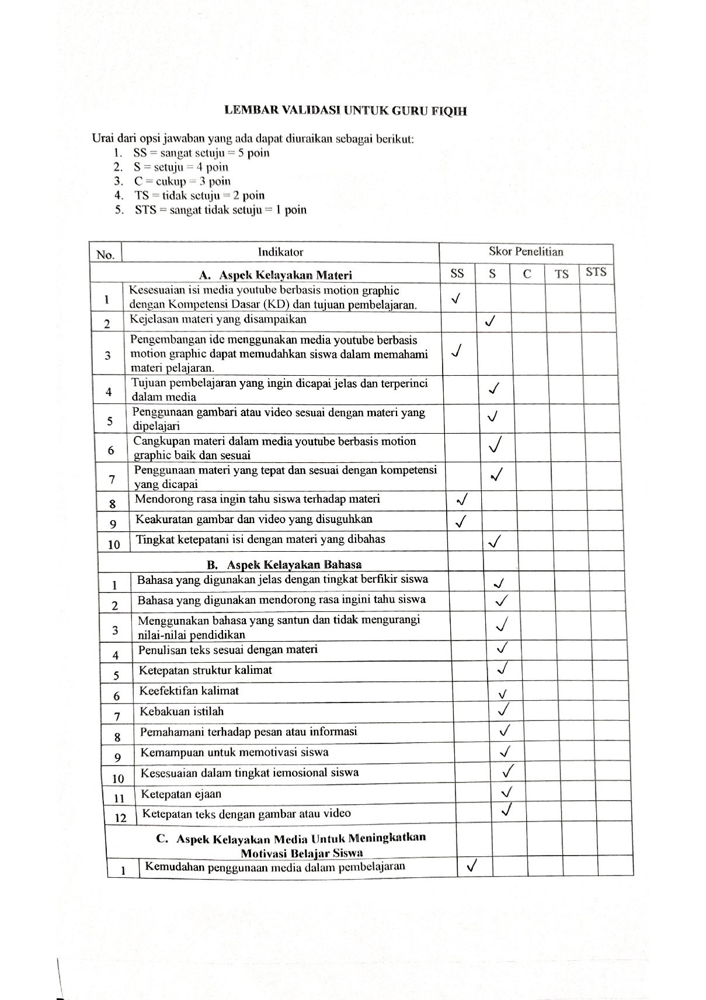 LEMBAR VALIDASI UNTUK GURU FIQIH
Urai dari opsi jawaban yang ada dapat diuraikan sebagai berikut:
1. SS = sangat setuju = 5 poin
2. S = setuju = 4 poin
3. C = cukup = 3 poin
4. TS = tidak setuju = 2 poin
5. STS = sangat tidak setuju = 1 poin
No. Indikator Skor Penelitian
A. Aspek Kelayakan Materi SS S C TS STS
1 Kesesuaian isi media youtube berbasis motion graphic
dengan Kompetensi Dasar (KD) dan tujuan pembelajaran. ✓
2 Kejelasan materi yang disampaikan ✓
Pengembangan ide menggunakan media youtube berbasis
3 motion graphic dapat memudahkan siswa dalam memahami ✓
materi pelajaran.
4 Tujuan pembelajaran yang ingin dicapai jelas dan terperinci ✓
dalam media
5 Penggunaan gambari atau video sesuai dengan materi yang ✓
dipelajari
6 Cangkupan materi dalam media youtube berbasis motion ✓
graphic baik dan sesuai
7 Penggunaan materi yang tepat dan sesuai dengan kompetensi ✓
yang dicapai
8 Mendorong rasa ingin tahu siswa terhadap materi ✓
9 Keakuratan gambar dan video yang disuguhkan ✓
10 Tingkat ketepatani isi dengan materi yang dibahas ✓
B. Aspek Kelayakan Bahasa
1 Bahasa yang digunakan jelas dengan tingkat berfikir siswa ✓
2 Bahasa yang digunakan mendorong rasa ingini tahu siswa ✓
3 Menggunakan bahasa yang santun dan tidak mengurangi ✓
nilai-nilai pendidikan
4 Penulisan teks sesuai dengan materi ✓
5 Ketepatan struktur kalimat ✓
6 Keefektifan kalimat ✓
7 Kebakuan istilah ✓
8 Pemahamani terhadap pesan atau informasi ✓
9 Kemampuan untuk memotivasi siswa ✓
10 Kesesuaian dalam tingkat iemosional siswa ✓
11 Ketepatan ejaan ✓
12 Ketepatan teks dengan gambar atau video ✓
C. Aspek Kelayakan Media Untuk Meningkatkan
Motivasi Belajar Siswa
1 Kemudahan penggunaan media dalam pembelajaran ✓